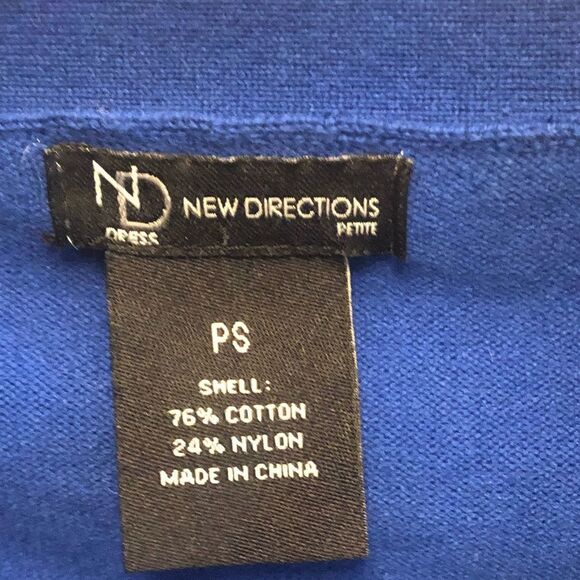 ND NEW DIRECTIONS
DRESS PETITE
PS
SHELL:
76% COTTON
24% NYLON
MADE IN CHINA